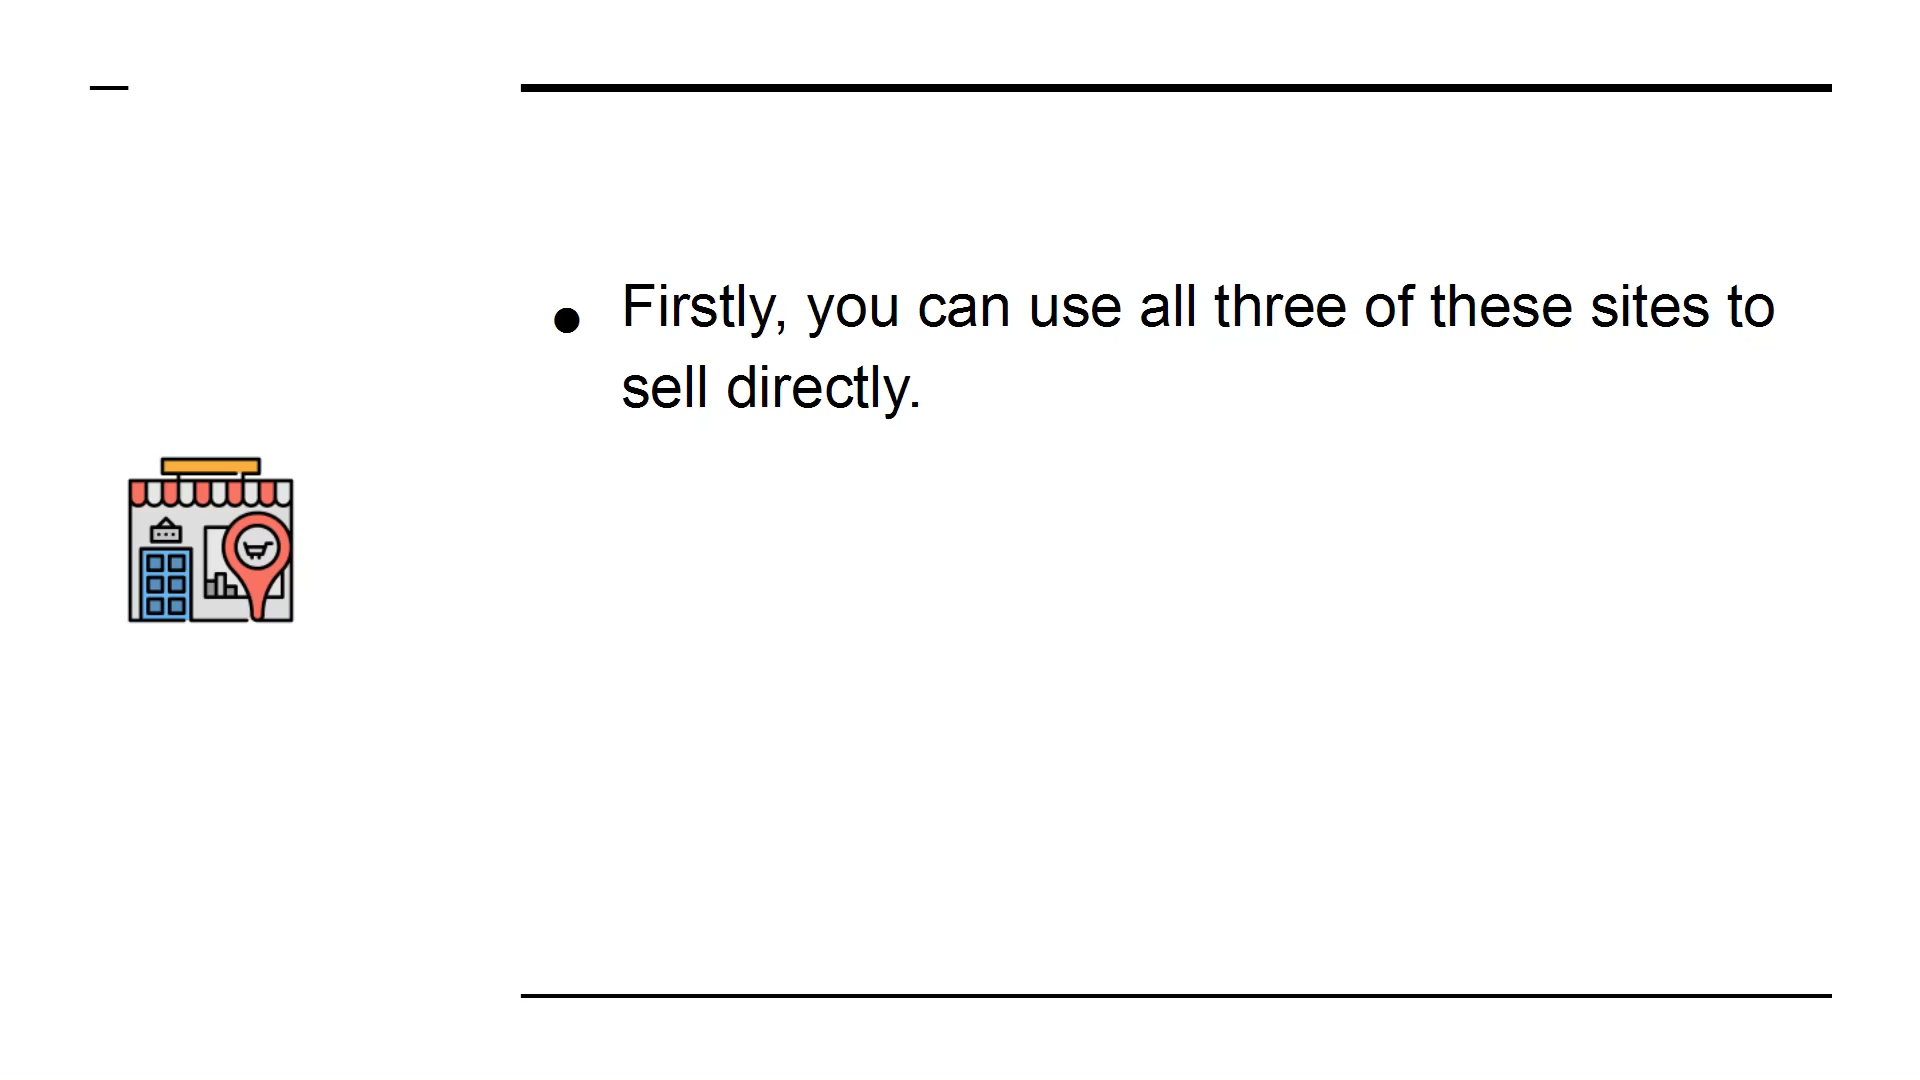 Firstly, you can use all three of these sites to
sell directly.